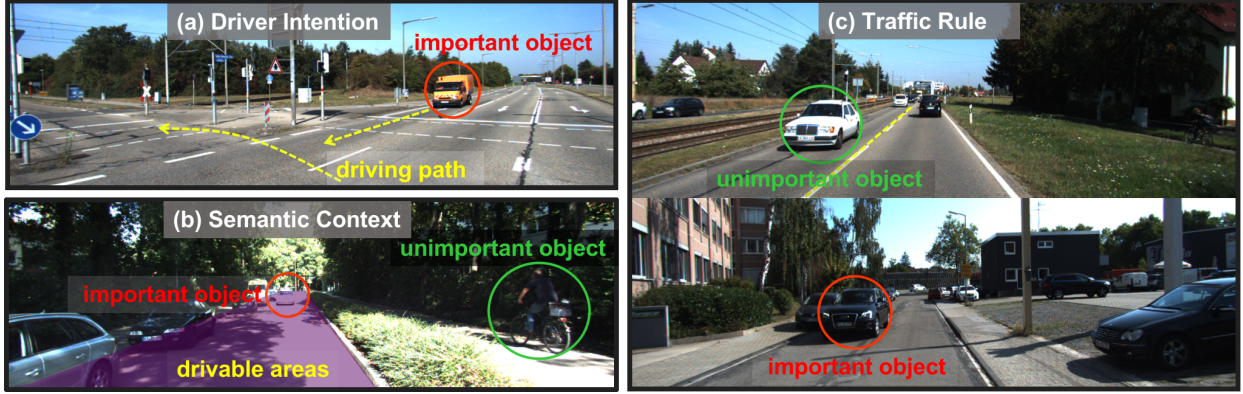 (a) Driver Intention
important object
driving path
(b) Semantic Context
unimportant object
important object
drivable areas
(c) Traffic Rule
unimportant object
important object